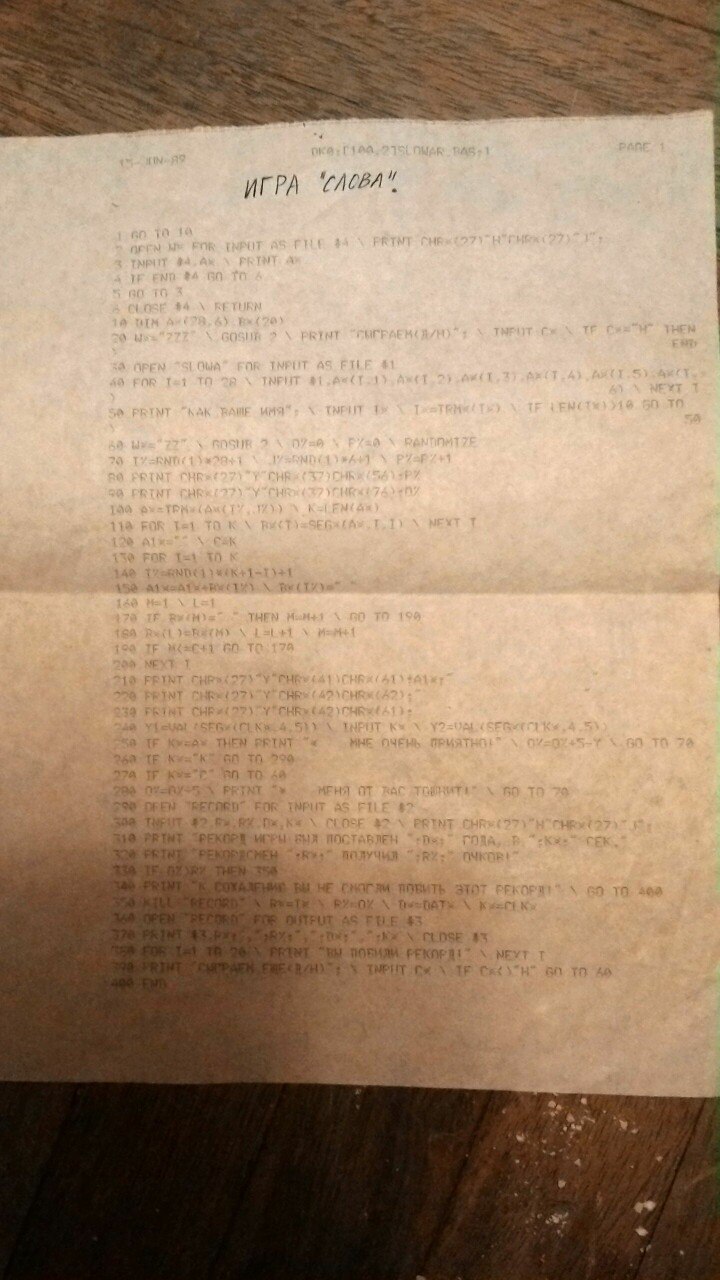 15-JUN-89 DK0:[100,2]SLOWAR.BAS;1 PAGE 1
ИГРА "СЛОВА".
1 GO TO 10
2 OPEN W¤ FOR INPUT AS FILE #4 \ PRINT CHR¤(27)"H"CHR¤(27)"J";
3 INPUT #4,A¤ \ PRINT A¤
4 IF END #4 GO TO 6
5 GO TO 3
6 CLOSE #4 \ RETURN
10 DIM A¤(28,6),B¤(20)
20 W¤="ZZZ" \ GOSUB 2 \ PRINT "СЫГРАЕМ(Д/Н)"; \ INPUT C¤ \ IF C¤="Н" THEN
END
)
30 OPEN "SLOWA" FOR INPUT AS FILE #1
40 FOR I=1 TO 28 \ INPUT #1,A¤(I,1),A¤(I,2),A¤(I,3),A¤(I,4),A¤(I,5),A¤(I,
6) \ NEXT I
)
50 PRINT "КАК ВАШЕ ИМЯ"; \ INPUT I¤ \ I¤=TRM¤(I¤) \ IF LEN(I¤)>10 GO TO
50
)
60 W¤="ZZ" \ GOSUB 2 \ O%=0 \ P%=0 \ RANDOMIZE
70 I%=RND(1)*28+1 \ J%=RND(1)*6+1 \ P%=P%+1
80 PRINT CHR¤(27)"Y"CHR¤(37)CHR¤(56);P%
90 PRINT CHR¤(27)"Y"CHR¤(37)CHR¤(76);O%
100 A¤=TRM¤(A¤(I%,J%)) \ K=LEN(A¤)
110 FOR I=1 TO K \ B¤(I)=SEG¤(A¤,I,I) \ NEXT I
120 A1¤="" \ C=K
130 FOR I=1 TO K
140 I%=RND(1)*(K+1-I)+1
150 A1¤=A1¤+B¤(I%) \ B¤(I%)=" "
160 M=1 \ L=1
170 IF B¤(M)=" " THEN M=M+1 \ GO TO 190
180 B¤(L)=B¤(M) \ L=L+1 \ M=M+1
190 IF M<=C+1 GO TO 170
200 NEXT I
210 PRINT CHR¤(27)"Y"CHR¤(41)CHR¤(61);A1¤;"
220 PRINT CHR¤(27)"Y"CHR¤(42)CHR¤(62);"
230 PRINT CHR¤(27)"Y"CHR¤(42)CHR¤(61);
240 Y1=VAL(SEG¤(CLK¤,4,5)) \ INPUT K¤ \ Y2=VAL(SEG¤(CLK¤,4,5))
250 IF K¤=A¤ THEN PRINT "* МНЕ ОЧЕНЬ ПРИЯТНО!" \ O%=O%+5-Y \ GO TO 70
260 IF K¤="К" GO TO 290
270 IF K¤="С" GO TO 60
280 O%=O%-5 \ PRINT "* МЕНЯ ОТ ВАС ТОШНИТ!" \ GO TO 70
290 OPEN "RECORD" FOR INPUT AS FILE #2
300 INPUT #2,R¤,R%,D¤,K¤ \ CLOSE #2 \ PRINT CHR¤(27)"H"CHR¤(27)"J";
310 PRINT "РЕКОРД ИГРЫ БЫЛ ПОСТАВЛЕН ";D¤;" ГОДА, В ";K¤;" СЕК."
320 PRINT "РЕКОРДСМЕН ";R¤;" ПОЛУЧИЛ ";R%;" ОЧКОВ!"
330 IF O%>R% THEN 350
340 PRINT "К СОЖАЛЕНИЮ ВЫ НЕ СМОГЛИ ПОБИТЬ ЭТОТ РЕКОРД!" \ GO TO 400
350 KILL "RECORD" \ R¤=I¤ \ R%=O% \ D¤=DAT¤ \ K¤=CLK¤
360 OPEN "RECORD" FOR OUTPUT AS FILE #3
370 PRINT #3,R¤;",";R%;",";D¤;",";K¤ \ CLOSE #3
380 FOR I=1 TO 20 \ PRINT "ВЫ ПОБИЛИ РЕКОРД!" \ NEXT I
390 PRINT "СЫГРАЕМ ЕЩЕ(Д/Н)"; \ INPUT C¤ \ IF C¤<>"Н" GO TO 60
400 END